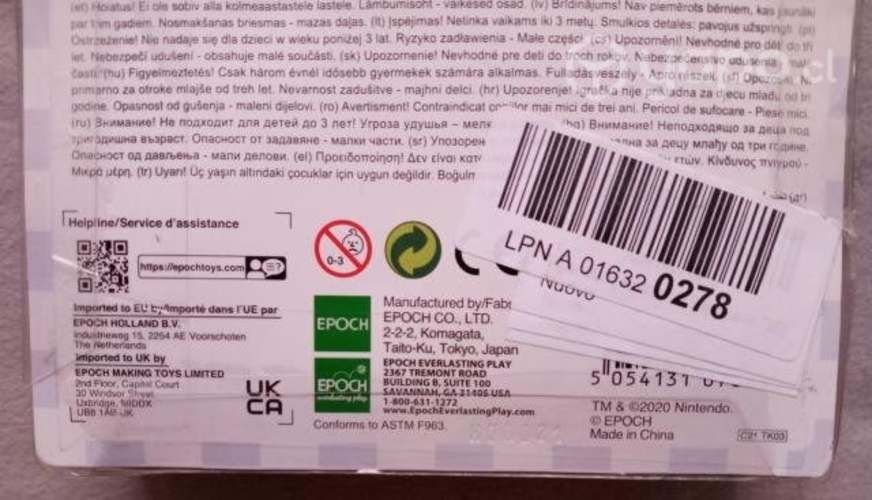 (et) Hoiatus! Ei ole sobiv alla kolmeaastastele lastele. Lämbumisoht - väikesed osad. (lv) Brīdinājums! Nav piemērots bērniem, kas jaunāki
par trim gadiem. Nosmakšanas briesmas - mazas daļas. (lt) Įspėjimas! Netinka vaikams iki 3 metų. Smulkios detalės: pavojus užspringti. (pl)
Ostrzeżenie! Nie nadaje się dla dzieci w wieku poniżej 3 lat. Ryzyko zadławienia - Małe części. (cs) Upozornění! Nevhodné pro děti do tří
let. Nebezpečí udušení - obsahuje malé součásti. (sk) Upozornenie! Nevhodné pre deti do troch rokov. Nebezpečenstvo udusenia - malé
časti. (hu) Figyelmeztetés! Csak három évnél idősebb gyermekek számára alkalmas. Fulladásveszély - Apró részek. (sl) Opozorilo! Ni
primerno za otroke mlajše od treh let. Nevarnost zadušitve - majhni delci. (hr) Upozorenje! Igračka nije prikladna za djecu mlađu od tri
godine. Opasnost od gušenja - maleni dijelovi. (ro) Avertisment! Contraindicat copiilor mai mici de trei ani. Pericol de sufocare - Piese mici.
(ru) Внимание! Не подходит для детей до 3 лет! Угроза удушья – мелк (bg) Внимание! Неподходящо за деца под
тригодишна възраст. Опасност от задавяне - малки части. (sr) Упозорен на за децу млађу од три године.
Опасност од дављења - мали делови. (el) Προειδοποίηση! Δεν είναι κατ ετών. Κίνδυνος πνιγμού -
Μικρά μέρη. (tr) Uyarı! Üç yaşın altındaki çocuklar için uygun değildir. Boğulm (ar)
Helpline/Service d'assistance
https://epochtoys.com
0-3
CE
LPN A 01632 0278
Nuovo
Imported to EU by/Importé dans l'UE par
EPOCH HOLLAND B.V.
Industrieweg 15, 2254 AE Voorschoten
The Netherlands
Imported to UK by
EPOCH MAKING TOYS LIMITED
2nd Floor, Capital Court
30 Windsor Street
Uxbridge, MIDDX
UB8 1AB UK
UK
CA
EPOCH
EPOCH
everlasting play
Manufactured by/Fabr
EPOCH CO., LTD.
2-2-2, Komagata,
Taito-Ku, Tokyo, Japan
EPOCH EVERLASTING PLAY
2367 TREMONT ROAD
BUILDING B, SUITE 100
SAVANNAH, GA 31405 USA
1-800-631-1272
www.EpochEverlastingPlay.com
Conforms to ASTM F963.
5 054131
TM & ©2020 Nintendo.
© EPOCH
Made in China
C21 TK03